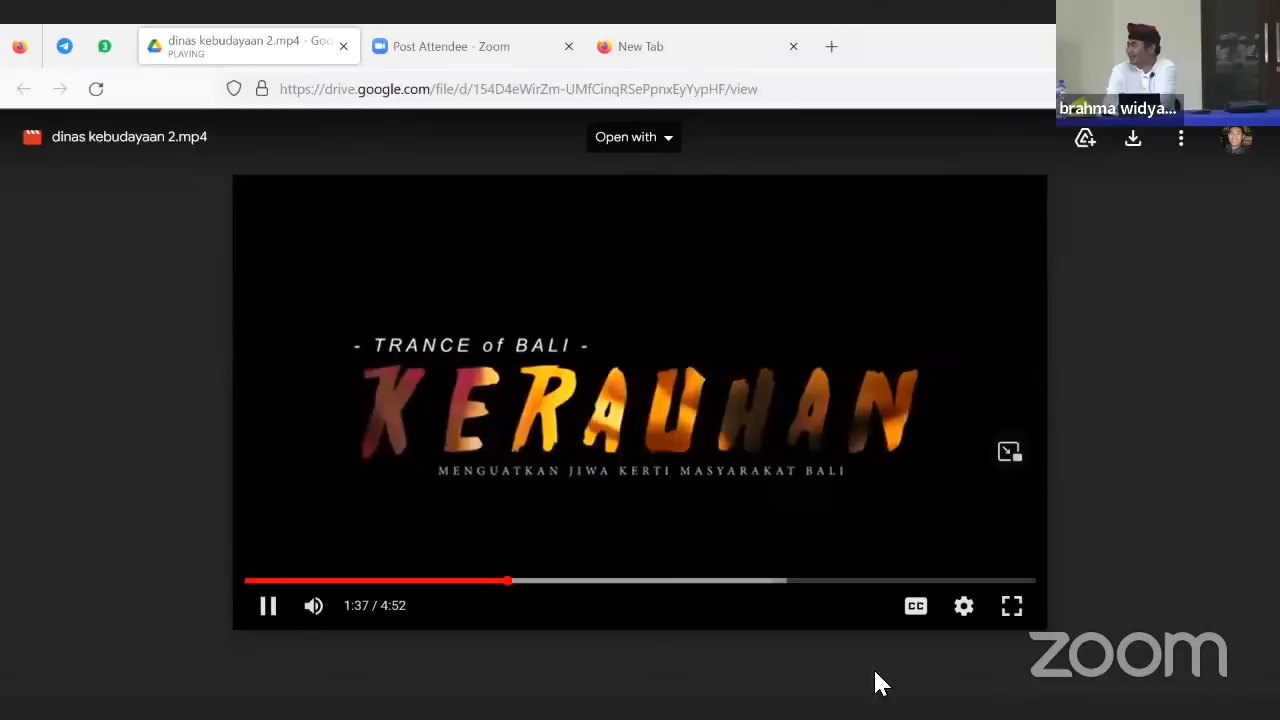 3
dinas kebudayaan 2.mp4 - Goo
PLAYING
Post Attendee - Zoom
New Tab
https://drive.google.com/file/d/154D4eWirZm-UMfCinqRSePpnxEyYypHF/view
brahma widya...
dinas kebudayaan 2.mp4
Open with
- TRANCE of BALI -
KERAUHAN
MENGUATKAN JIWA KERTI MASYARAKAT BALI
1:37 / 4:52
CC
zoom